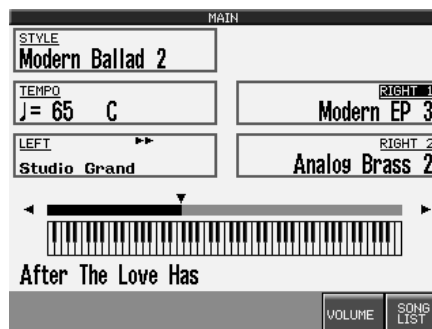 MAIN
STYLE
Modern Ballad 2
TEMPO
♩= 65 C
RIGHT 1
Modern EP 3
LEFT
Studio Grand
RIGHT 2
Analog Brass 2
After The Love Has
VOLUME
SONG LIST